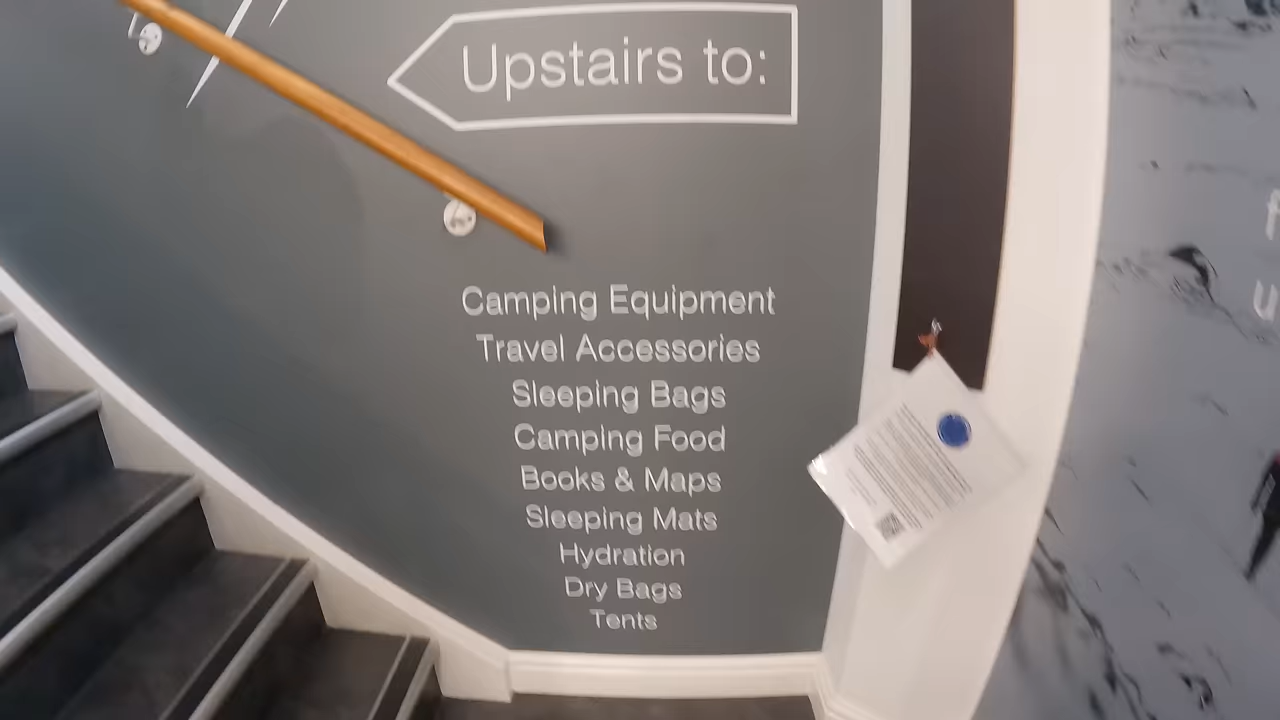 Upstairs to:
Camping Equipment
Travel Accessories
Sleeping Bags
Camping Food
Books & Maps
Sleeping Mats
Hydration
Dry Bags
Tents